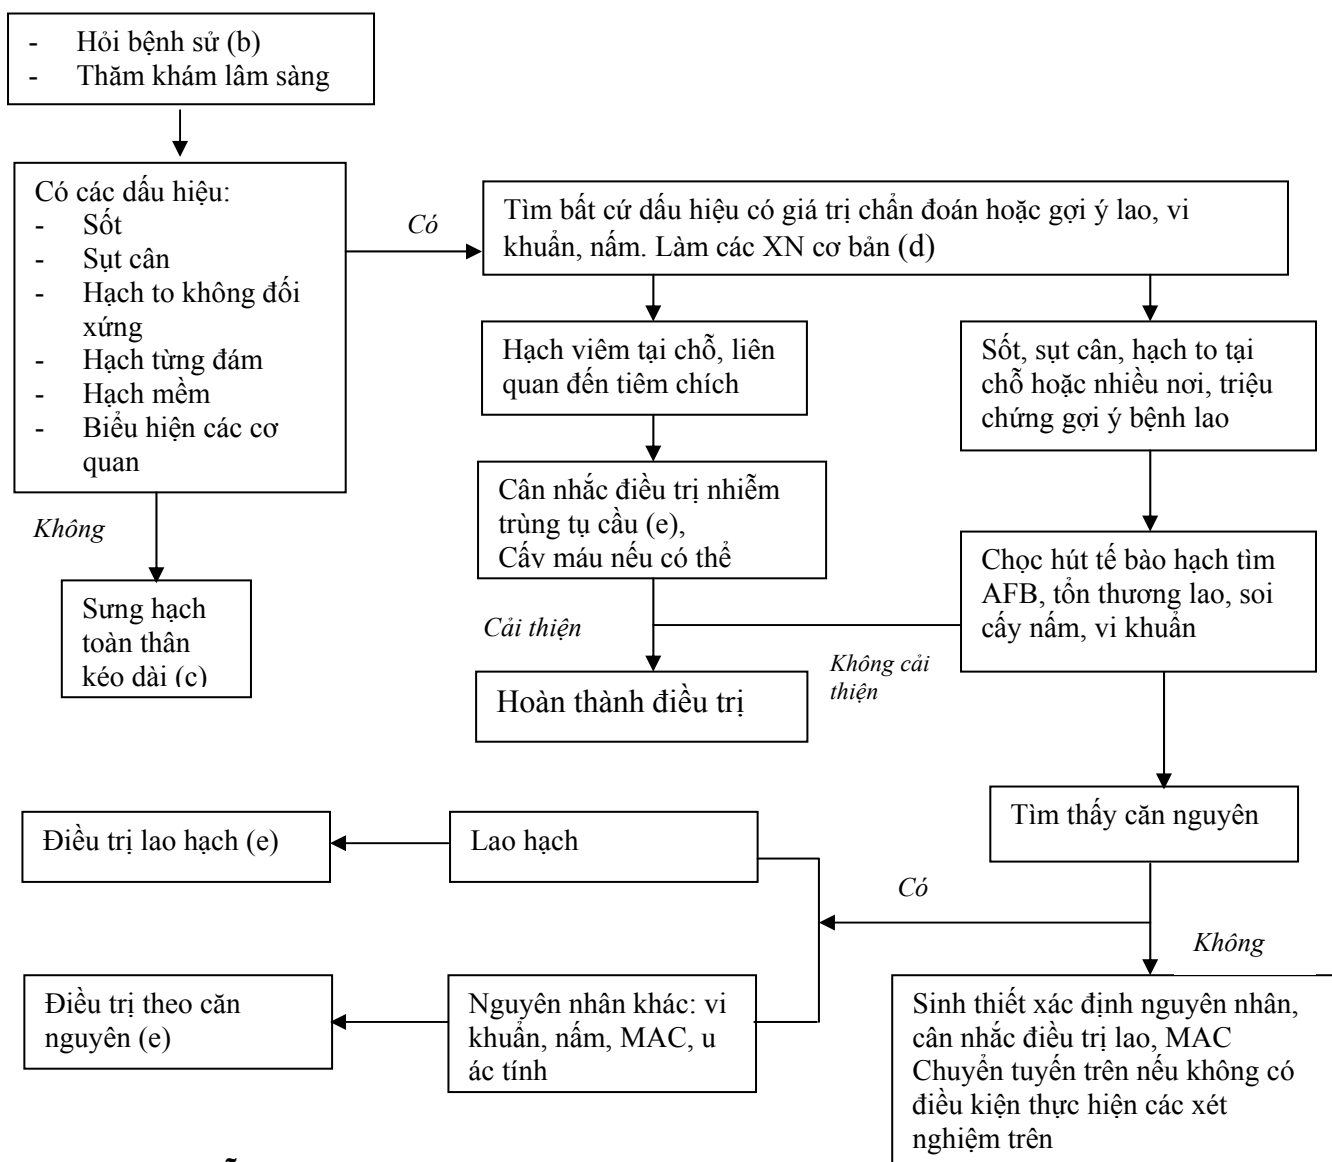 - Hỏi bệnh sử (b)
- Thăm khám lâm sàng
Có các dấu hiệu:
- Sốt
- Sụt cân
- Hạch to không đối
xứng
- Hạch từng đám
- Hạch mềm
- Biểu hiện các cơ
quan
Có
Tìm bất cứ dấu hiệu có giá trị chẩn đoán hoặc gợi ý lao, vi
khuẩn, nấm. Làm các XN cơ bản (d)
Không
Sưng hạch
toàn thân
kéo dài (c)
Hạch viêm tại chỗ, liên
quan đến tiêm chích
Sốt, sụt cân, hạch to tại
chỗ hoặc nhiều nơi, triệu
chứng gợi ý bệnh lao
Cân nhắc điều trị nhiễm
trùng tụ cầu (e),
Cấy máu nếu có thể
Chọc hút tế bào hạch tìm
AFB, tổn thương lao, soi
cấy nấm, vi khuẩn
Cải thiện
Không cải
thiện
Hoàn thành điều trị
Tìm thấy căn nguyên
Điều trị lao hạch (e)
Lao hạch
Có
Không
Điều trị theo căn
nguyên (e)
Nguyên nhân khác: vi
khuẩn, nấm, MAC, u
ác tính
Sinh thiết xác định nguyên nhân,
cân nhắc điều trị lao, MAC
Chuyển tuyến trên nếu không có
điều kiện thực hiện các xét
nghiệm trên